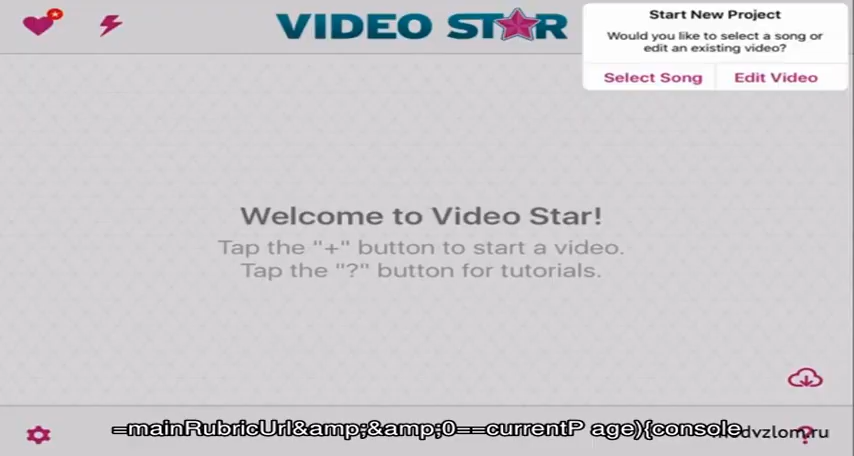 VIDEO STAR
Start New Project
Would you like to select a song or
edit an existing video?
Select Song
Edit Video
Welcome to Video Star!
Tap the "+" button to start a video.
Tap the "?" button for tutorials.
=mainRubricUrl&amp;&amp;0==currentP age){console